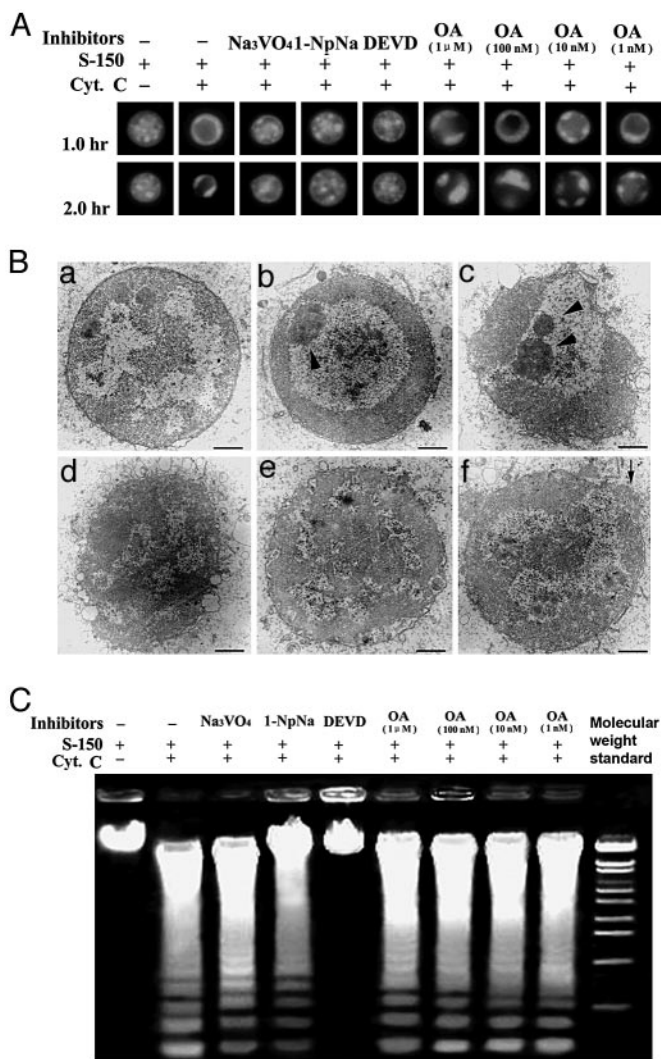 A
Inhibitors – – Na₃VO₄ 1-NpNa DEVD OA (1 μM) OA (100 nM) OA (10 nM) OA (1 nM)
S-150 + + + + + + + + +
Cyt. C – + + + + + + + +
1.0 hr
2.0 hr
B
a b c
d e f
C
Inhibitors – – Na₃VO₄ 1-NpNa DEVD OA (1μM) OA (100 nM) OA (10 nM) OA (1 nM) Molecular
S-150 + + + + + + + + + weight
Cyt. C – + + + + + + + + standard